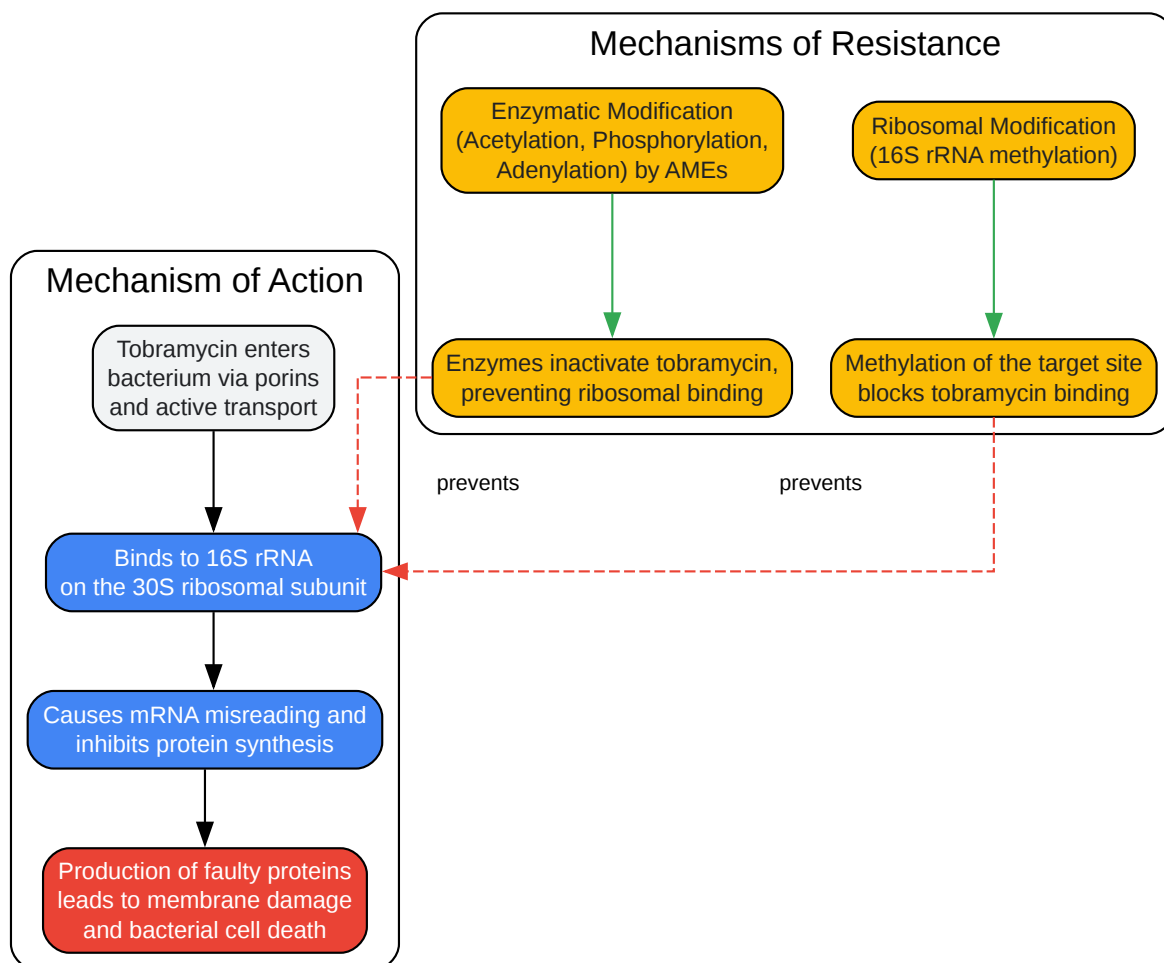 Mechanisms of Resistance
Enzymatic Modification
(Acetylation, Phosphorylation,
Adenylation) by AMEs
Ribosomal Modification
(16S rRNA methylation)
Enzymes inactivate tobramycin,
preventing ribosomal binding
Methylation of the target site
blocks tobramycin binding
prevents
prevents
Mechanism of Action
Tobramycin enters
bacterium via porins
and active transport
Binds to 16S rRNA
on the 30S ribosomal subunit
Causes mRNA misreading and
inhibits protein synthesis
Production of faulty proteins
leads to membrane damage
and bacterial cell death